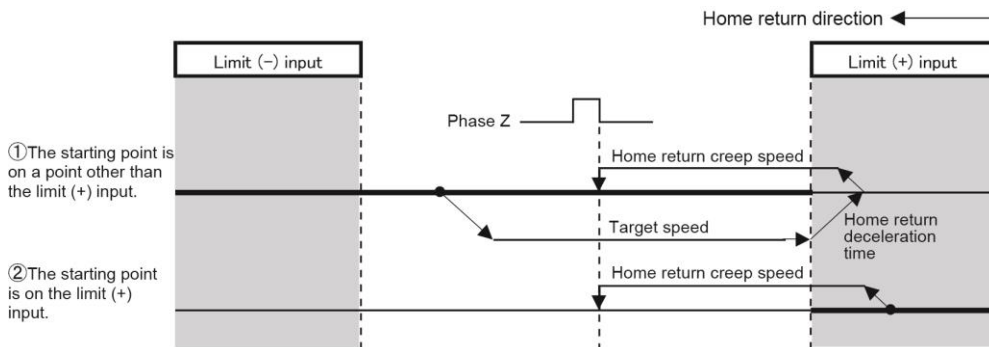 Home return direction
Limit (−) input
Limit (+) input
Phase Z
①The starting point is
on a point other than
the limit (+) input.
Home return creep speed
Target speed
Home return
deceleration
time
②The starting point
is on the limit (+)
input.
Home return creep speed